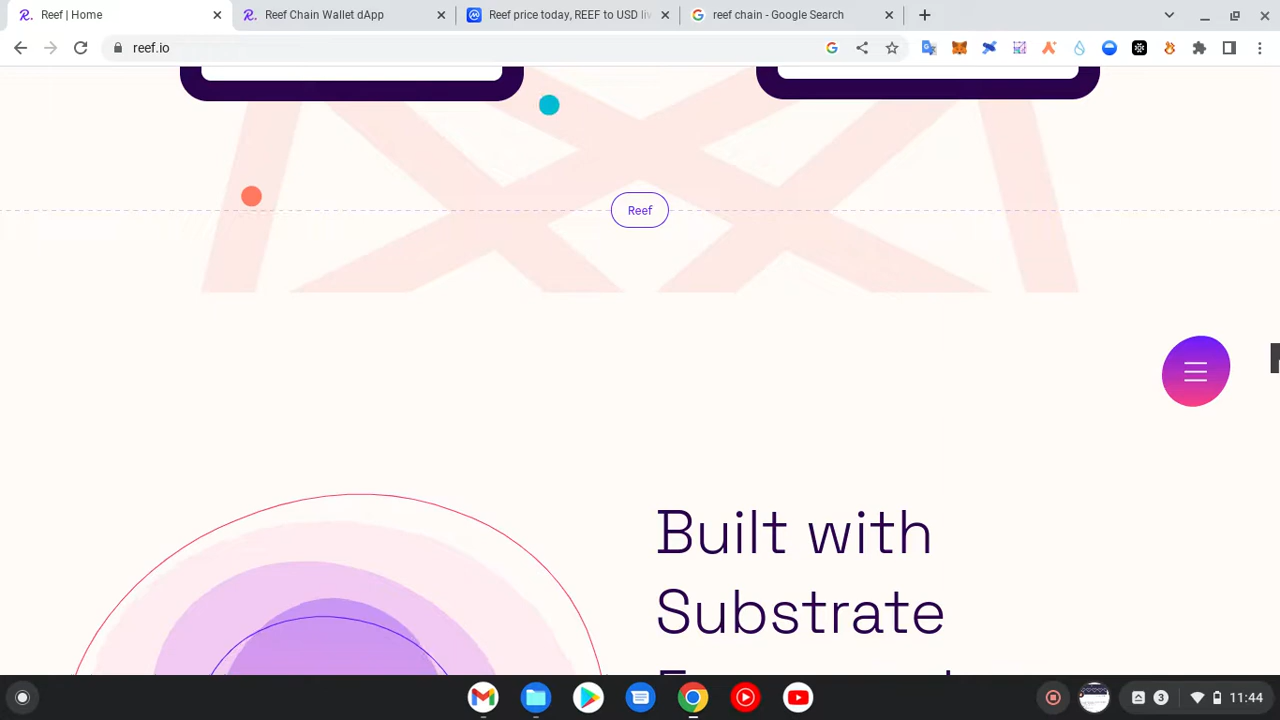 Reef | Home
Reef Chain Wallet dApp
Reef price today, REEF to USD liv
reef chain - Google Search
reef.io
Reef
Built with
Substrate
3
11:44